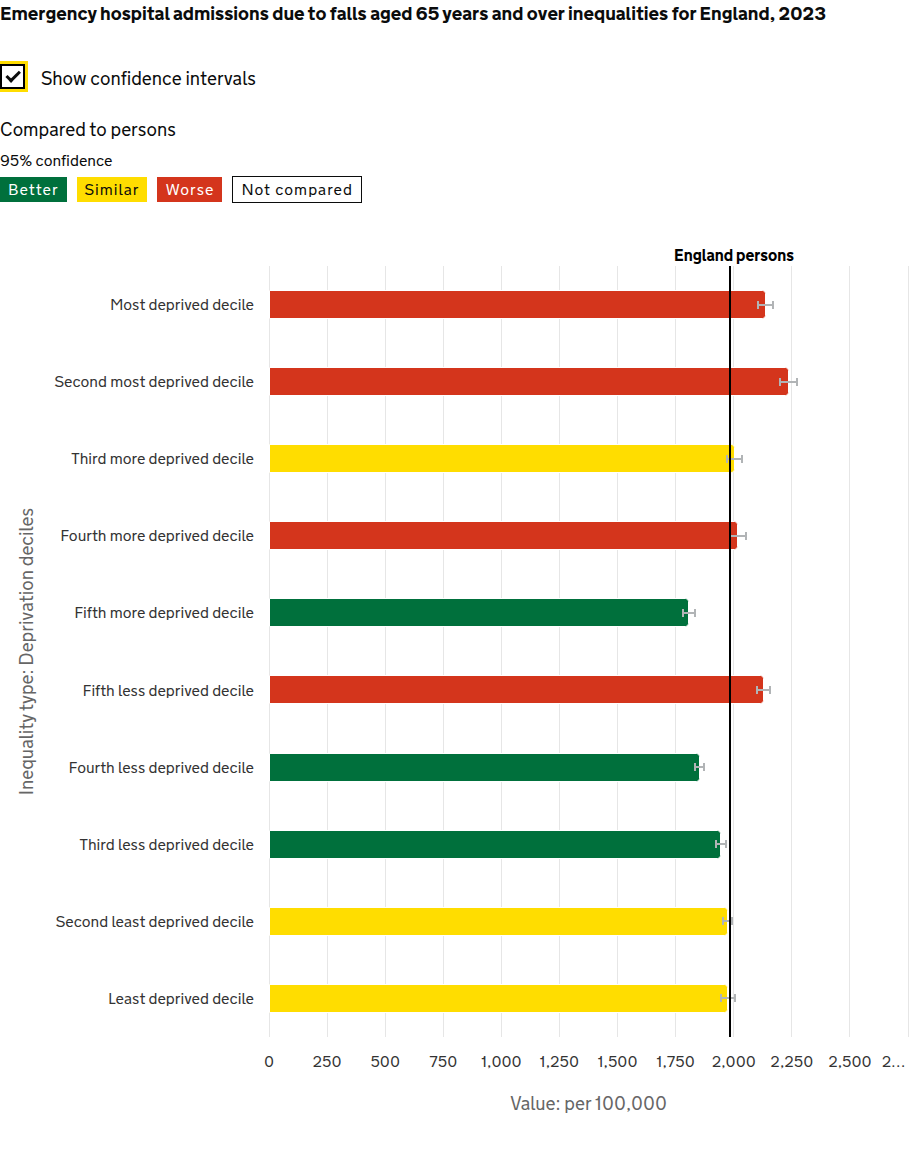 Emergency hospital admissions due to falls aged 65 years and over inequalities for England, 2023
Show confidence intervals
Compared to persons
95% confidence
Better Similar Worse Not compared
England persons
Most deprived decile
Second most deprived decile
Third more deprived decile
Fourth more deprived decile
Fifth more deprived decile
Fifth less deprived decile
Fourth less deprived decile
Third less deprived decile
Second least deprived decile
Least deprived decile
Inequality type: Deprivation deciles
0 250 500 750 1,000 1,250 1,500 1,750 2,000 2,250 2,500 2...
Value: per 100,000